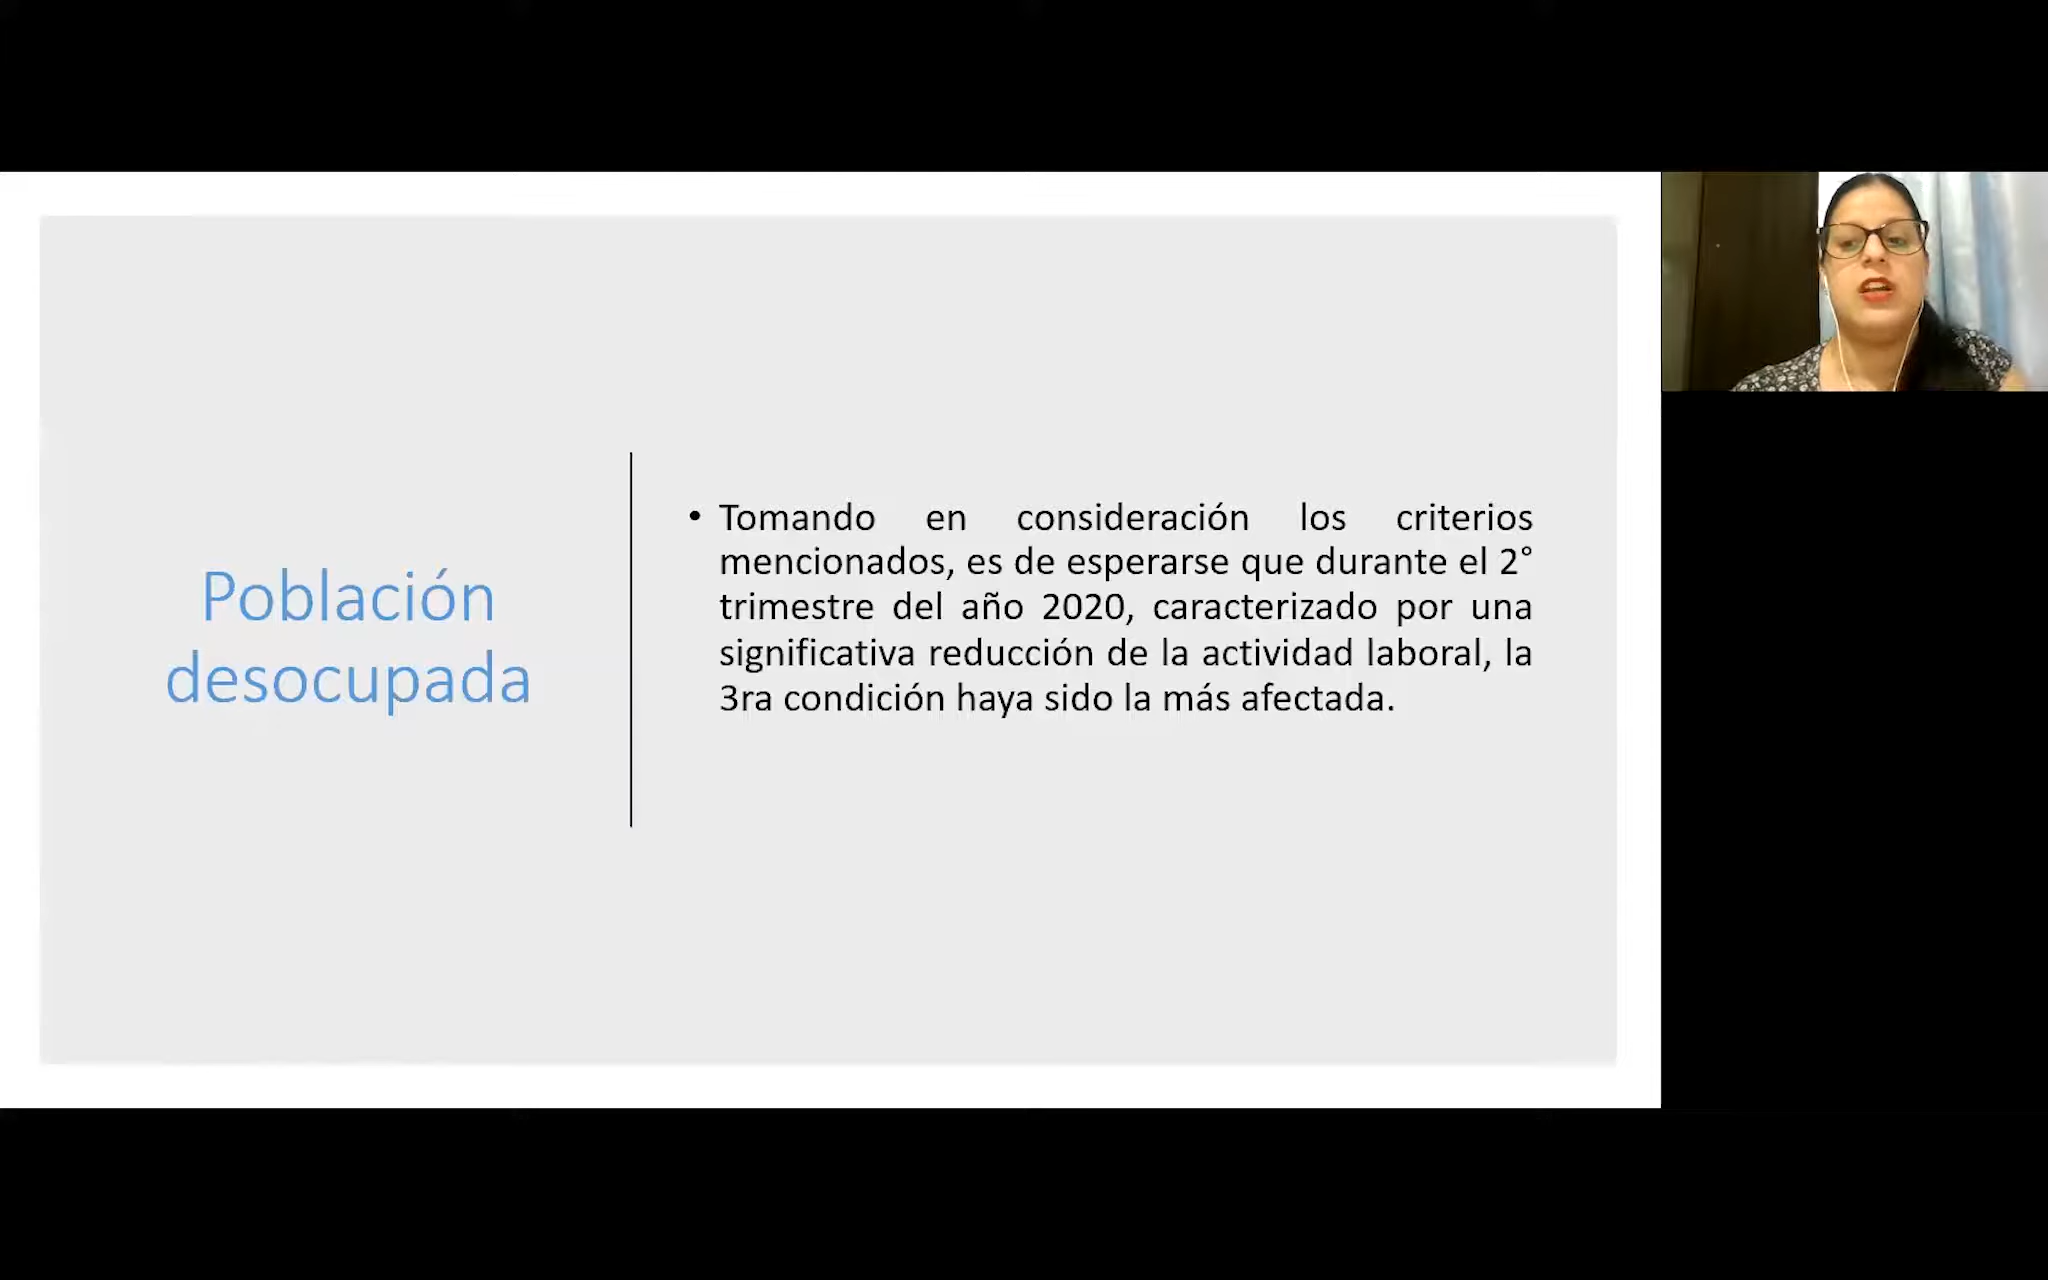 Población
desocupada
• Tomando en consideración los criterios
mencionados, es de esperarse que durante el 2°
trimestre del año 2020, caracterizado por una
significativa reducción de la actividad laboral, la
3ra condición haya sido la más afectada.